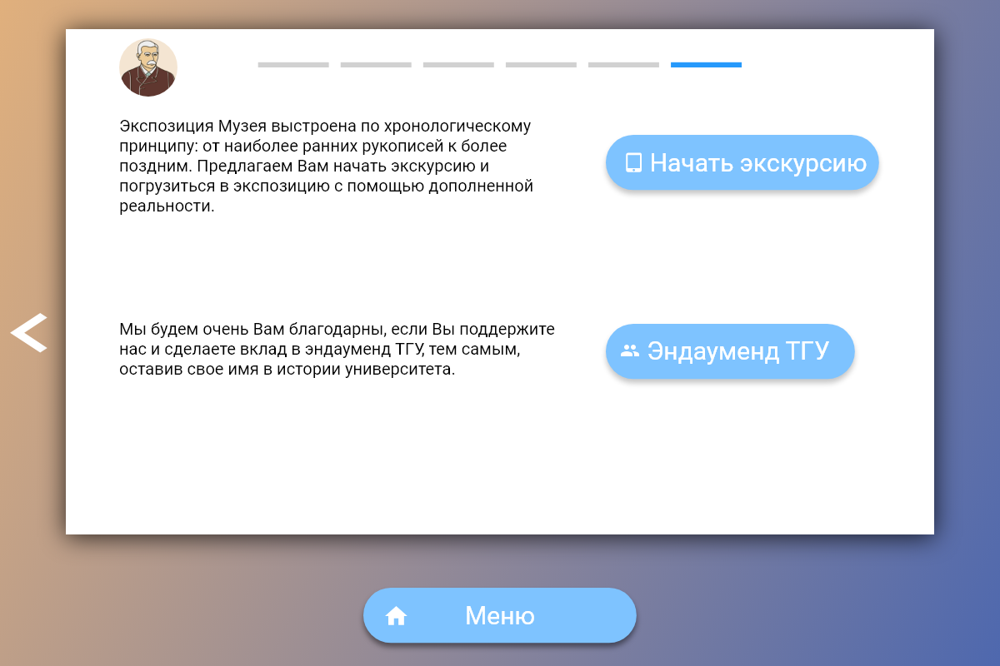 Экспозиция Музея выстроена по хронологическому
принципу: от наиболее ранних рукописей к более
поздним. Предлагаем Вам начать экскурсию и
погрузиться в экспозицию с помощью дополненной
реальности.
Начать экскурсию
Мы будем очень Вам благодарны, если Вы поддержите
нас и сделаете вклад в эндауменд ТГУ, тем самым,
оставив свое имя в истории университета.
Эндауменд ТГУ
Меню